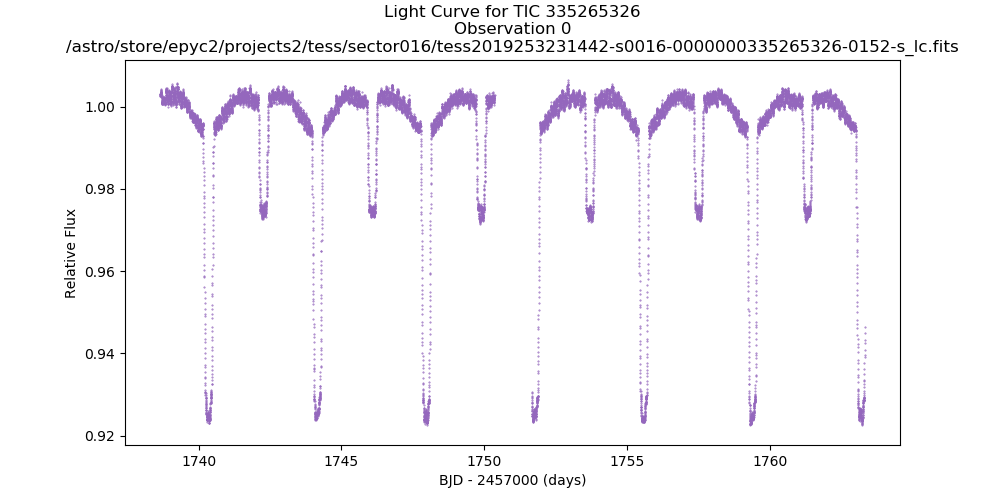 Light Curve for TIC 335265326
Observation 0
/astro/store/epyc2/projects2/tess/sector016/tess2019253231442-s0016-0000000335265326-0152-s_lc.fits
1.00
0.98
0.96
0.94
0.92
Relative Flux
1740
1745
1750
1755
1760
BJD - 2457000 (days)